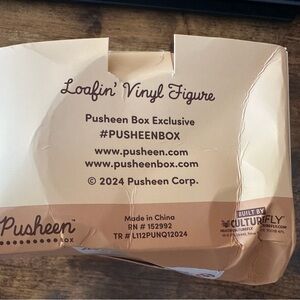 Loafin' Vinyl Figure
Pusheen Box Exclusive
#PUSHEENBOX
www.pusheen.com
www.pusheenbox.com
© 2024 Pusheen Corp.
Pusheen
BOX
Made in China
RN # 152992
TR # L112PUNQ12024
BUILT BY
CULTUREFLY